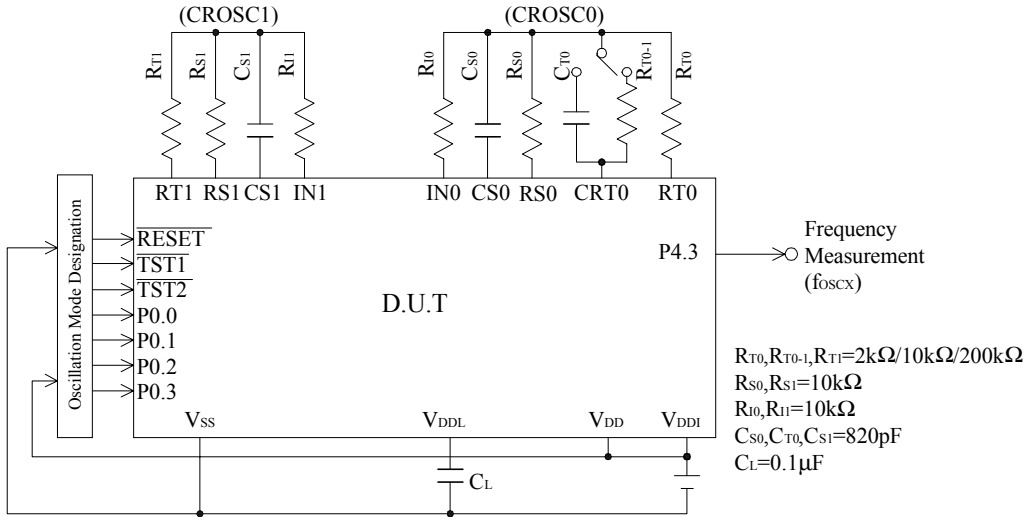 (CROSC1) (CROSC0)
RT1 RS1 CS1 RI1 RI0 CS0 RS0 CT0 RT0-1 RT0
RT1 RS1 CS1 IN1 IN0 CS0 RS0 CRT0 RT0
Oscillation Mode Designation
RESET
TST1
TST2
P0.0
P0.1
P0.2
P0.3
D.U.T
P4.3
Frequency
Measurement
(fOSCX)
VSS VDDL VDD VDDI
CL
RT0,RT0-1,RT1=2kΩ/10kΩ/200kΩ
RS0,RS1=10kΩ
RI0,RI1=10kΩ
CS0,CT0,CS1=820pF
CL=0.1μF